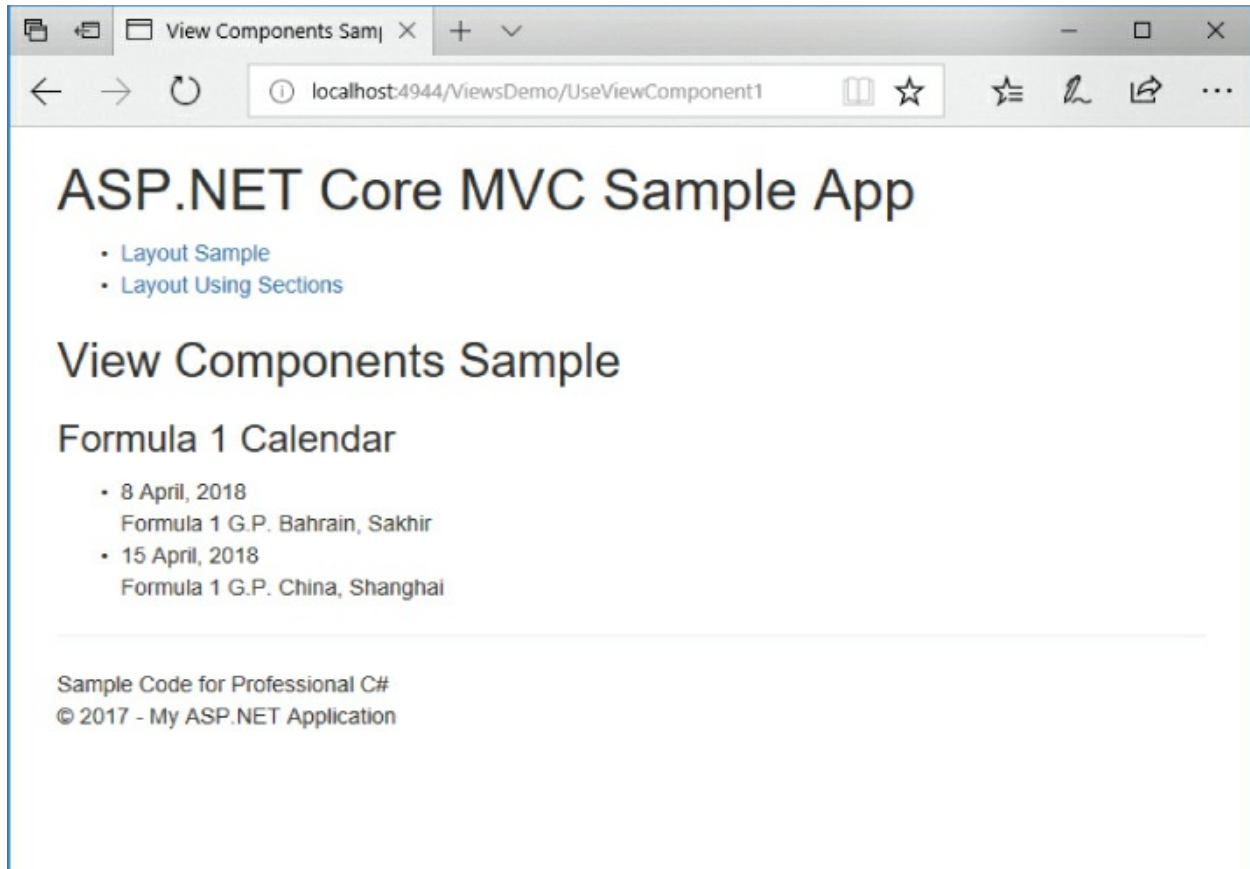 View Components Sam
localhost:4944/ViewsDemo/UseViewComponent1
ASP.NET Core MVC Sample App
• Layout Sample
• Layout Using Sections
View Components Sample
Formula 1 Calendar
• 8 April, 2018
Formula 1 G.P. Bahrain, Sakhir
• 15 April, 2018
Formula 1 G.P. China, Shanghai
Sample Code for Professional C#
© 2017 - My ASP.NET Application